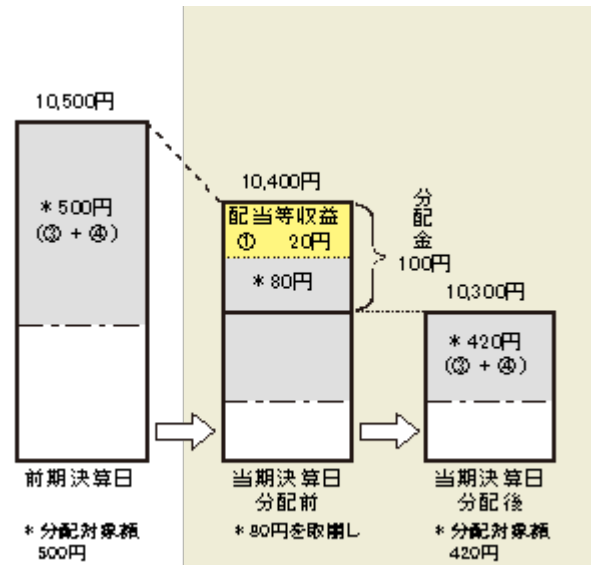 10,500円
*500円
(③ + ④)
前期決算日
* 分配対象額
500円
10,400円
配当等収益
① 20円
*80円
分配金
100円
当期決算日
分配前
*80円を取崩し
10,300円
*420円
(③ + ④)
当期決算日
分配後
* 分配対象額
420円